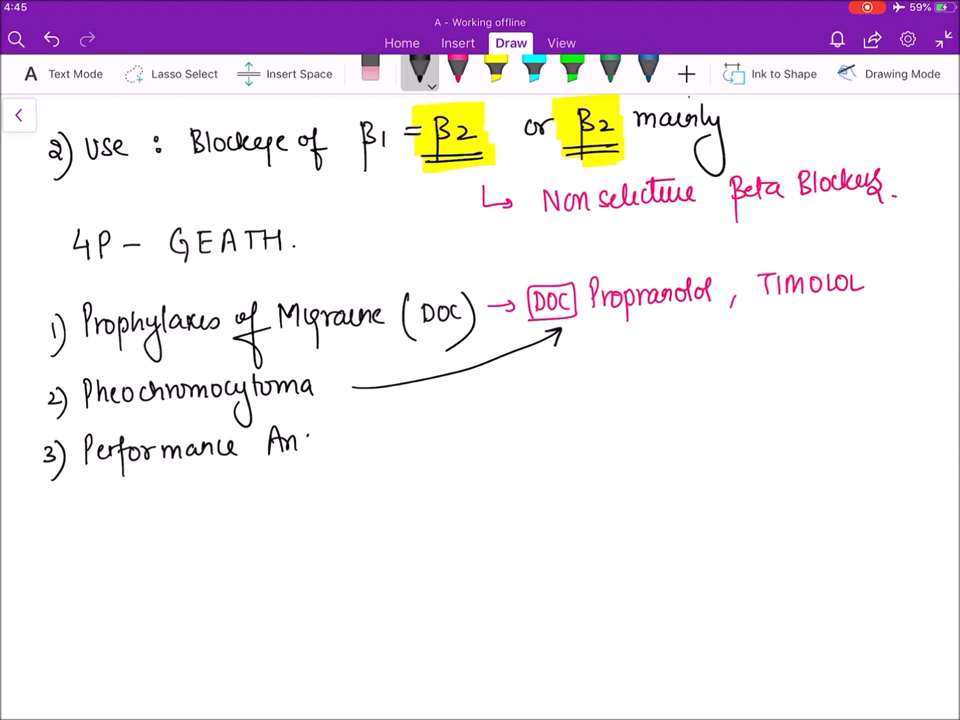 4:45
59%
A - Working offline
Home Insert Draw View
A Text Mode Lasso Select Insert Space Ink to Shape Drawing Mode
2) Use : Blockeye of β1 = β2 or β2 mainly
↳ Non selective Beta Blockers.
4P - GEATH.
1) Prophylaxes of Migraine (DOC) → DOC Propranolol , TIMOLOL
2) Pheochromocytoma
3) Performance An